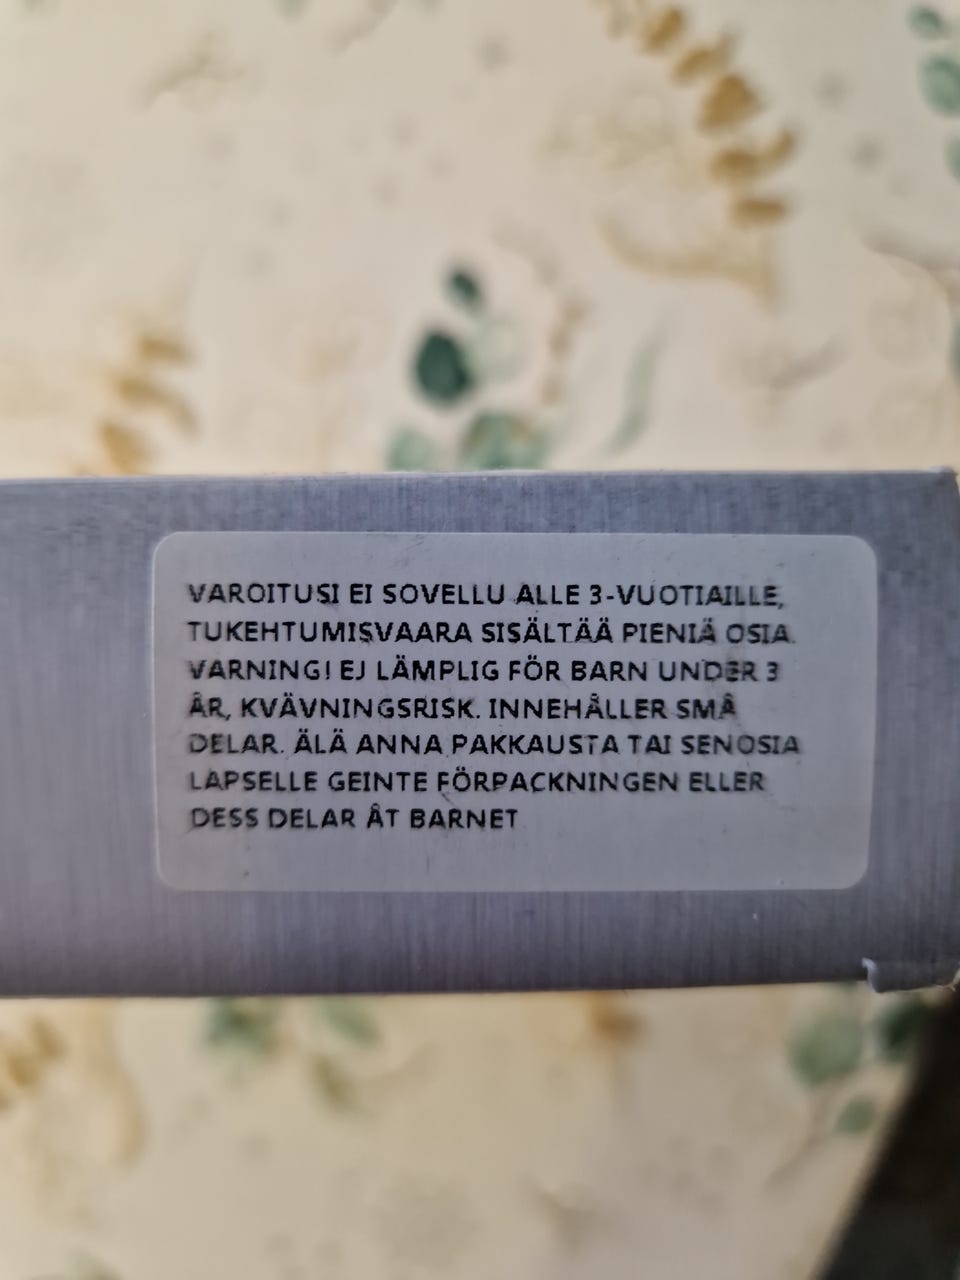 VAROITUSI EI SOVELLU ALLE 3-VUOTIAILLE,
TUKEHTUMISVAARA SISÄLTÄÄ PIENIÄ OSIA.
VARNING! EJ LÄMPLIG FÖR BARN UNDER 3
ÅR, KVÄVNINGSRISK. INNEHÅLLER SMÅ
DELAR. ÄLÄ ANNA PAKKAUSTA TAI SENOSIA
LAPSELLE GEINTE FÖRPACKNINGEN ELLER
DESS DELAR ÅT BARNET